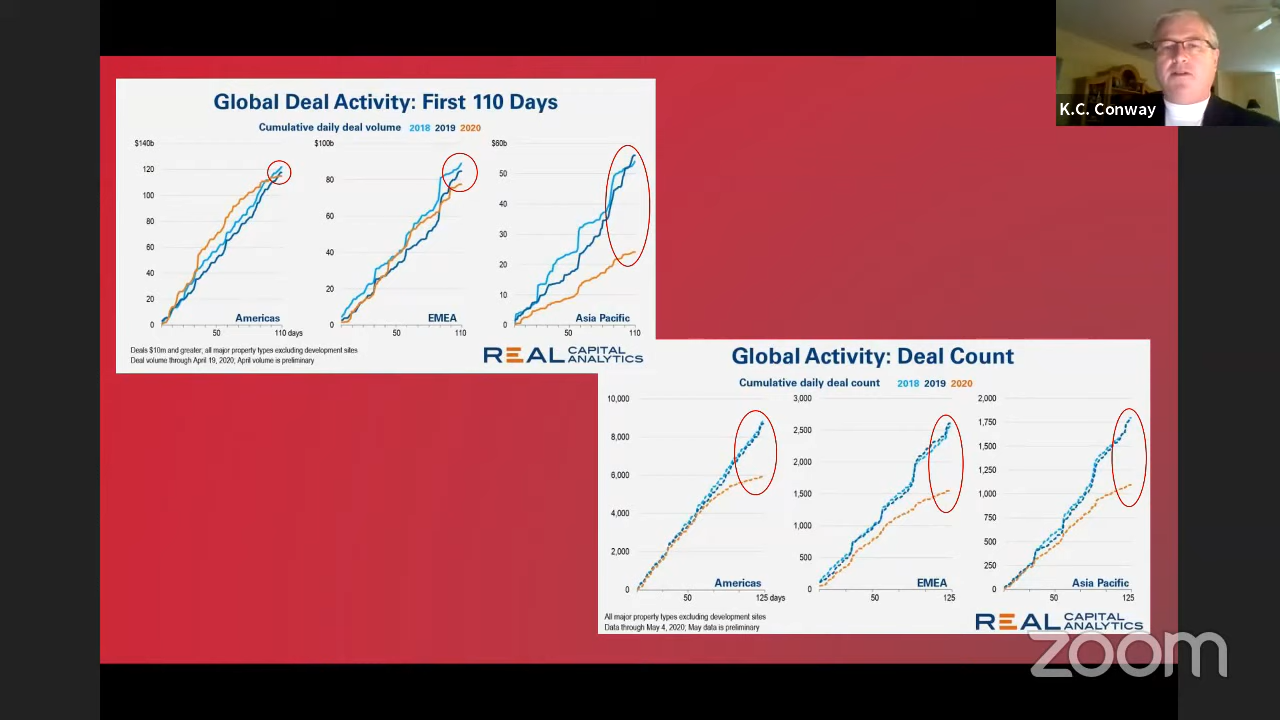 K.C. Conway
Global Deal Activity: First 110 Days
Cumulative daily deal volume 2018 2019 2020
$140b
120
100
80
60
40
20
0
50
110 days
Americas
$100b
80
60
40
20
0
50
110
EMEA
$60b
50
40
30
20
10
0
50
110
Asia Pacific
Deals $10m and greater; all major property types excluding development sites
Deal volume through April 19, 2020; April volume is preliminary
REAL CAPITAL ANALYTICS
Global Activity: Deal Count
Cumulative daily deal count 2018 2019 2020
10,000
8,000
6,000
4,000
2,000
0
50
125 days
Americas
3,000
2,500
2,000
1,500
1,000
500
0
50
125
EMEA
2,000
1,750
1,500
1,250
1,000
750
500
250
0
50
125
Asia Pacific
All major property types excluding development sites
Data through May 4, 2020; May data is preliminary
REAL CAPITAL ANALYTICS
zoom